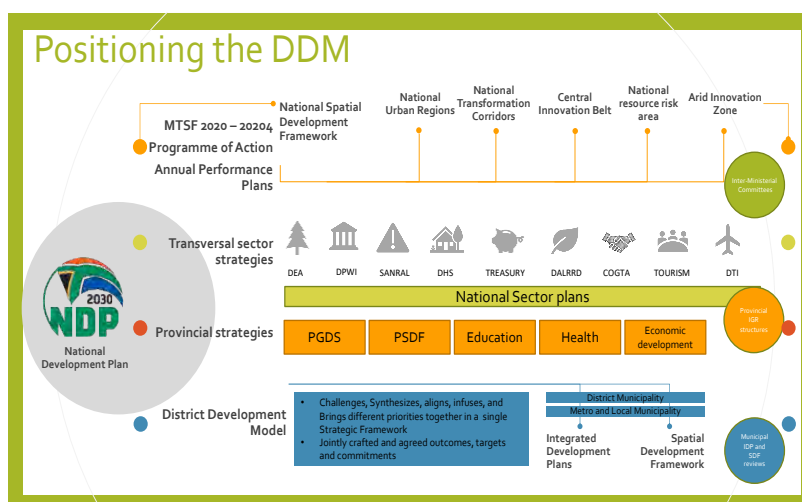 Positioning the DDM
National Spatial
Development
Framework
National
Urban Regions
National
Transformation
Corridors
Central
Innovation Belt
National
resource risk
area
Arid Innovation
Zone
MTSF 2020 – 20204
Programme of Action
Annual Performance
Plans
Inter-Ministerial
Committees
Transversal sector
strategies
DEA
DPWI
SANRAL
DHS
TREASURY
DALRRD
COGTA
TOURISM
DTI
National Sector plans
2030
NDP
National
Development Plan
Provincial strategies
PGDS
PSDF
Education
Health
Economic
development
Provincial
IGR
structures
District Development
Model
• Challenges, Synthesizes, aligns, infuses, and
Brings different priorities together in a single
Strategic Framework
• Jointly crafted and agreed outcomes, targets
and commitments
District Municipality
Metro and Local Municipality
Integrated
Development
Plans
Spatial
Development
Framework
Municipal
IDP and
SDF
reviews